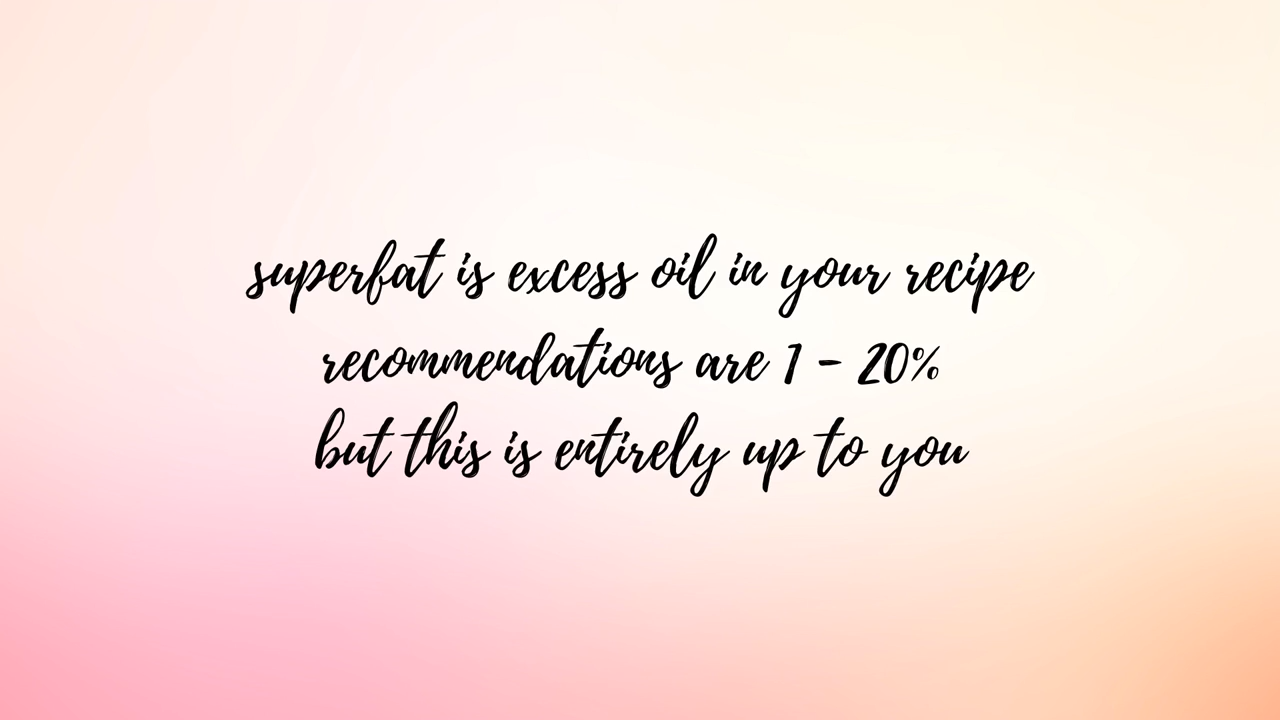 superfat is excess oil in your recipe
recommendations are 1 - 20%
but this is entirely up to you